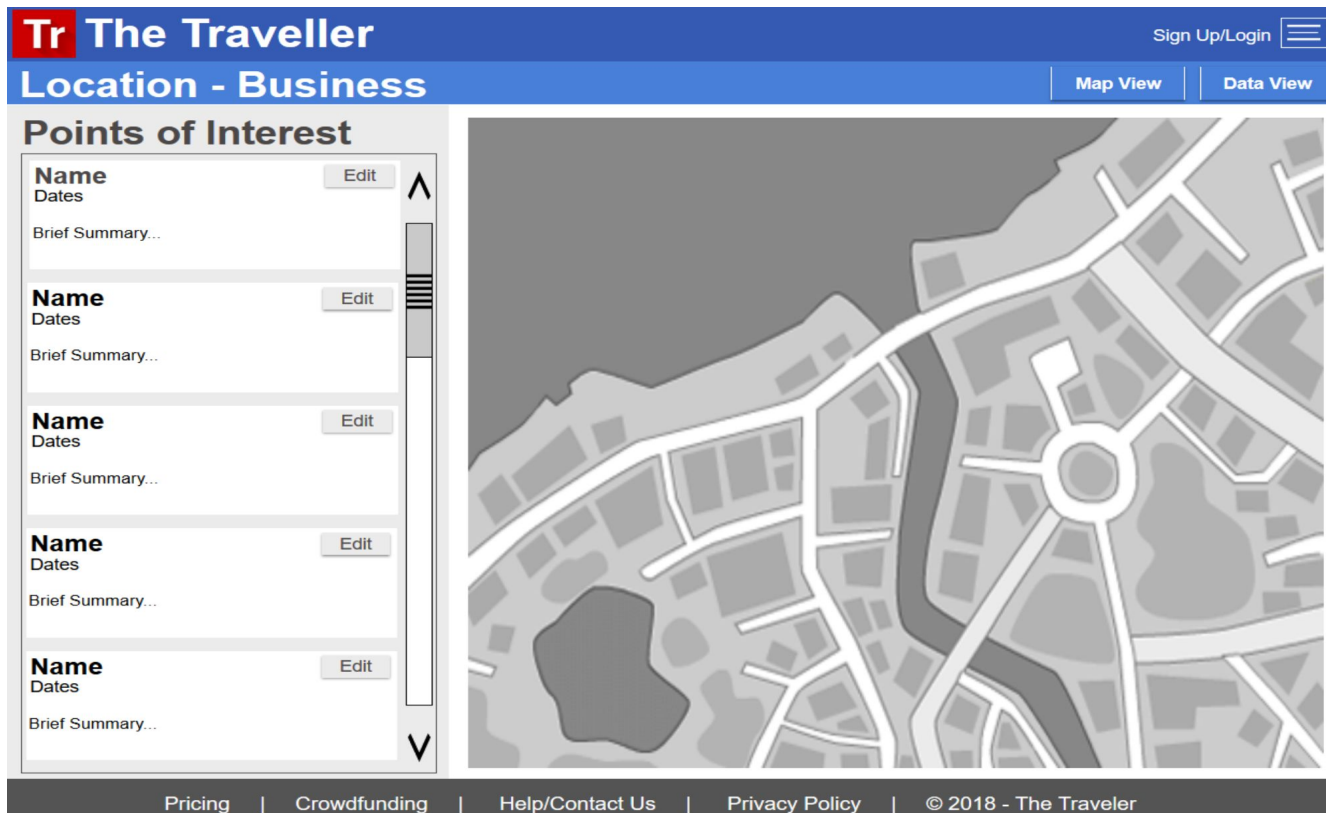 Tr The Traveller
Sign Up/Login
Location - Business
Map View
Data View
Points of Interest
Name
Edit
Dates
Brief Summary...
Name
Edit
Dates
Brief Summary...
Name
Edit
Dates
Brief Summary...
Name
Edit
Dates
Brief Summary...
Name
Edit
Dates
Brief Summary...
Pricing | Crowdfunding | Help/Contact Us | Privacy Policy | © 2018 - The Traveler